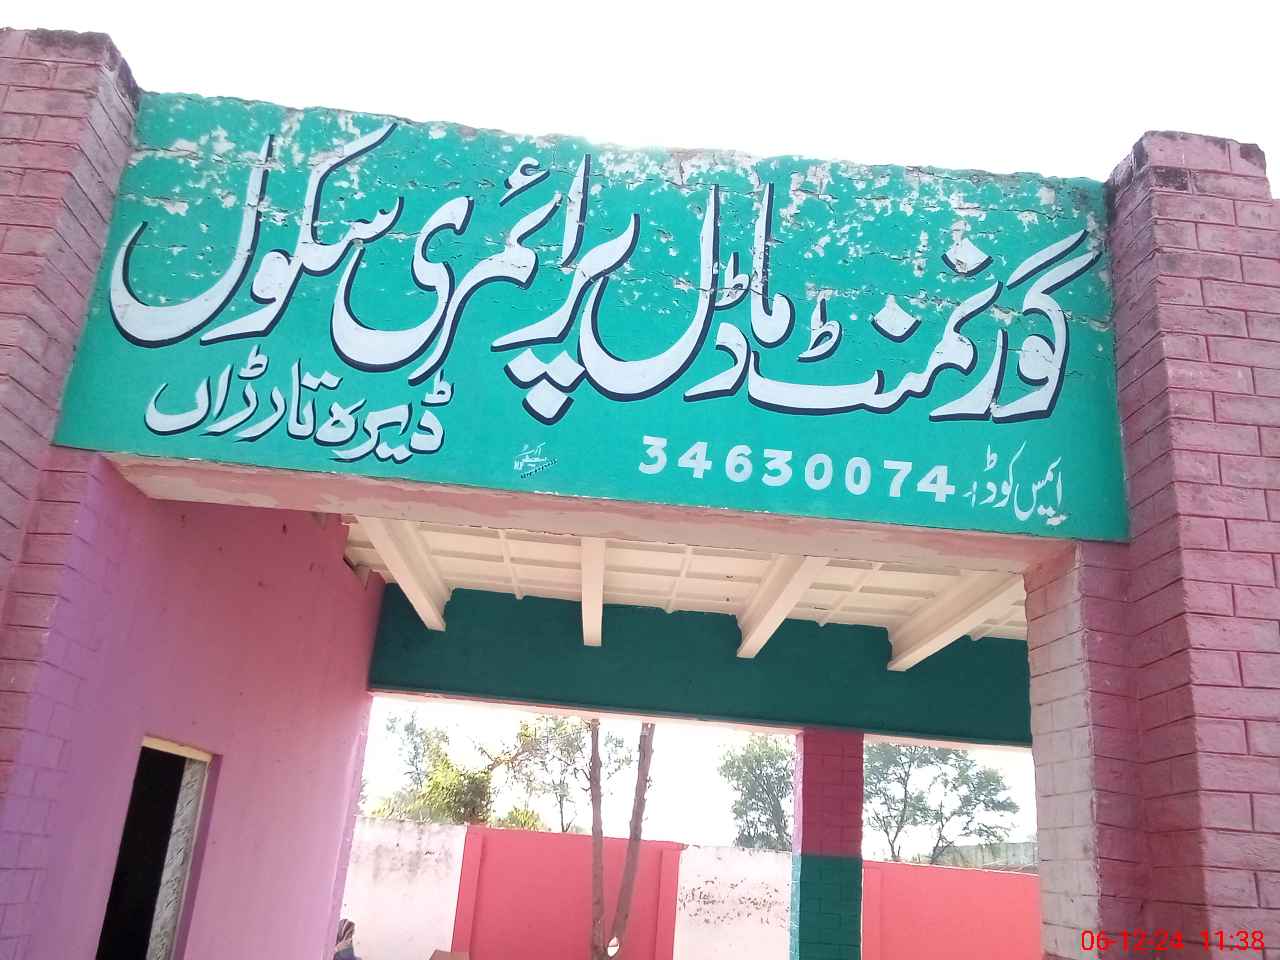 گورنمنٹ ماڈل پرائمری سکول
ڈیرہ تارڑاں
ایمس کوڈ 34630074
06-12-24 11:38